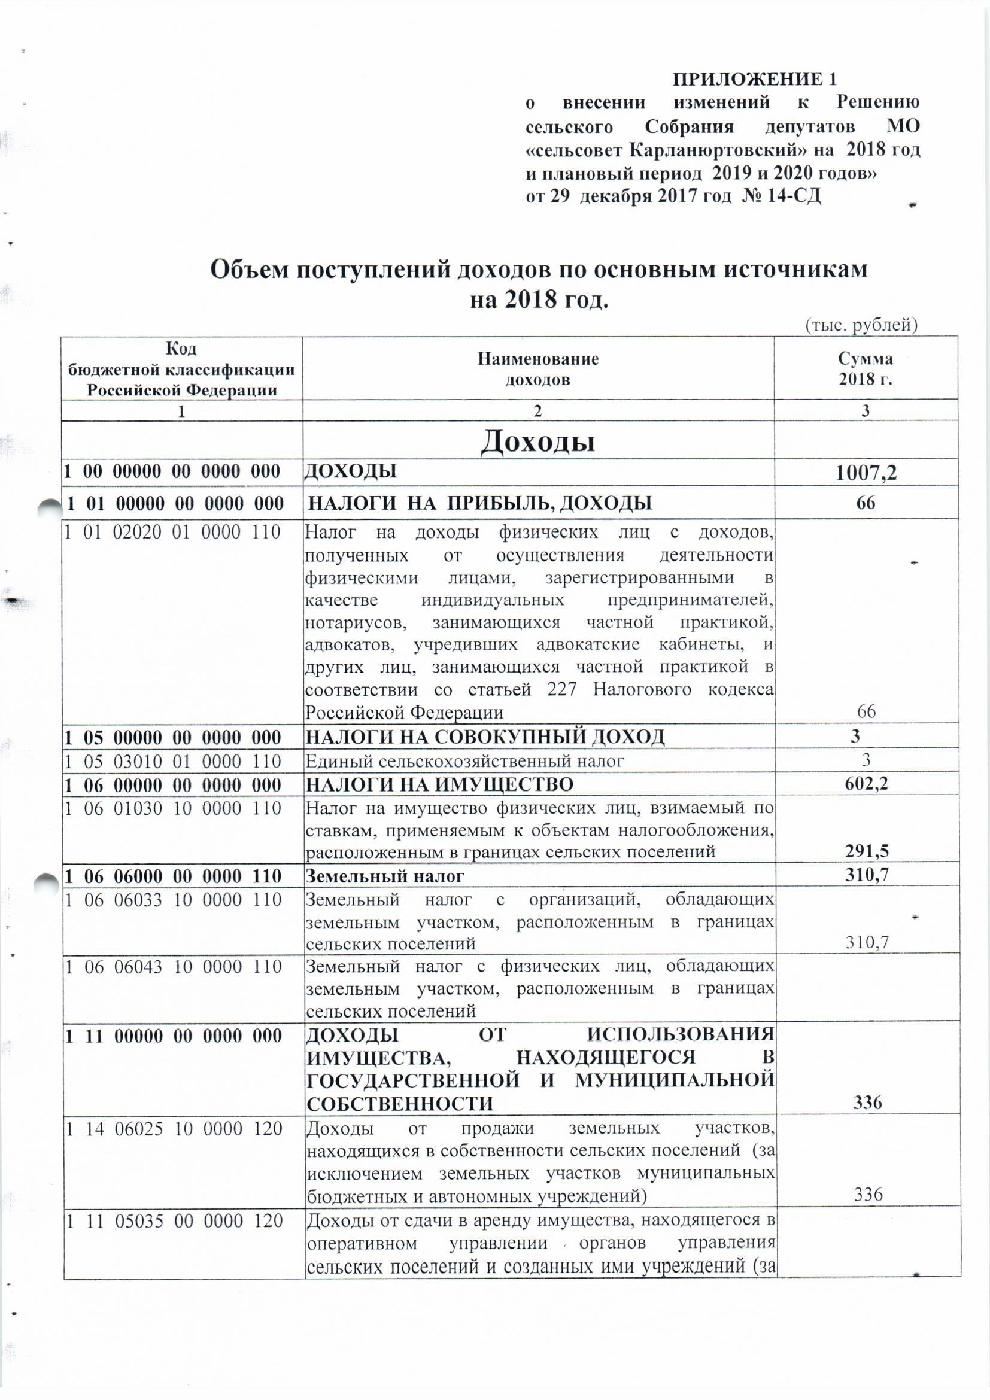 ПРИЛОЖЕНИЕ 1
о внесении изменений к Решению
сельского Собрания депутатов МО
«сельсовет Карланюртовский» на 2018 год
и плановый период 2019 и 2020 годов»
от 29 декабря 2017 год № 14-СД
Объем поступлений доходов по основным источникам
на 2018 год.
(тыс. рублей)
Код
бюджетной классификации
Российской Федерации
Наименование
доходов
Сумма
2018 г.
1 2 3
Доходы
1 00 00000 00 0000 000 ДОХОДЫ 1007,2
1 01 00000 00 0000 000 НАЛОГИ НА ПРИБЫЛЬ, ДОХОДЫ 66
1 01 02020 01 0000 110 Налог на доходы физических лиц с доходов,
полученных от осуществления деятельности
физическими лицами, зарегистрированными в
качестве индивидуальных предпринимателей,
нотариусов, занимающихся частной практикой,
адвокатов, учредивших адвокатские кабинеты, и
других лиц, занимающихся частной практикой в
соответствии со статьей 227 Налогового кодекса
Российской Федерации 66
1 05 00000 00 0000 000 НАЛОГИ НА СОВОКУПНЫЙ ДОХОД 3
1 05 03010 01 0000 110 Единый сельскохозяйственный налог 3
1 06 00000 00 0000 000 НАЛОГИ НА ИМУЩЕСТВО 602,2
1 06 01030 10 0000 110 Налог на имущество физических лиц, взимаемый по
ставкам, применяемым к объектам налогообложения,
расположенным в границах сельских поселений 291,5
1 06 06000 00 0000 110 Земельный налог 310,7
1 06 06033 10 0000 110 Земельный налог с организаций, обладающих
земельным участком, расположенным в границах
сельских поселений 310,7
1 06 06043 10 0000 110 Земельный налог с физических лиц, обладающих
земельным участком, расположенным в границах
сельских поселений
1 11 00000 00 0000 000 ДОХОДЫ ОТ ИСПОЛЬЗОВАНИЯ
ИМУЩЕСТВА, НАХОДЯЩЕГОСЯ В
ГОСУДАРСТВЕННОЙ И МУНИЦИПАЛЬНОЙ
СОБСТВЕННОСТИ 336
1 14 06025 10 0000 120 Доходы от продажи земельных участков,
находящихся в собственности сельских поселений (за
исключением земельных участков муниципальных
бюджетных и автономных учреждений) 336
1 11 05035 00 0000 120 Доходы от сдачи в аренду имущества, находящегося в
оперативном управлении органов управления
сельских поселений и созданных ими учреждений (за